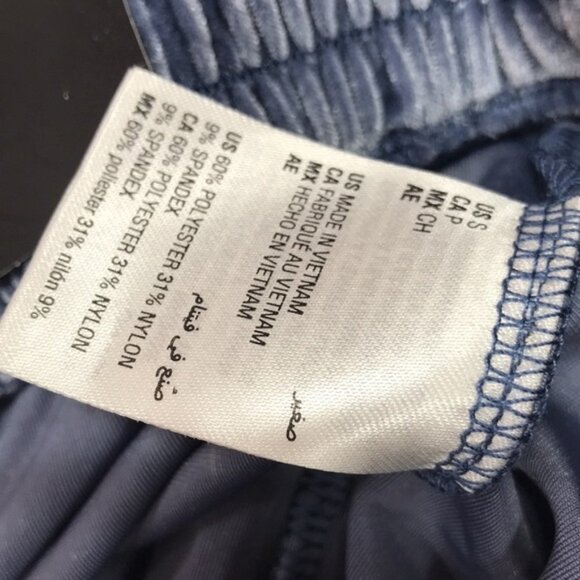 US S
CA P
MX CH
AE صغير
US MADE IN VIETNAM
CA FABRIQUÉ AU VIETNAM
MX HECHO EN VIETNAM
AE صنع في فيتنام
US 60% POLYESTER 31% NYLON
9% SPANDEX
CA 60% POLYESTER 31% NYLON
9% SPANDEX
MX 60% poliester 31% nilon 9%